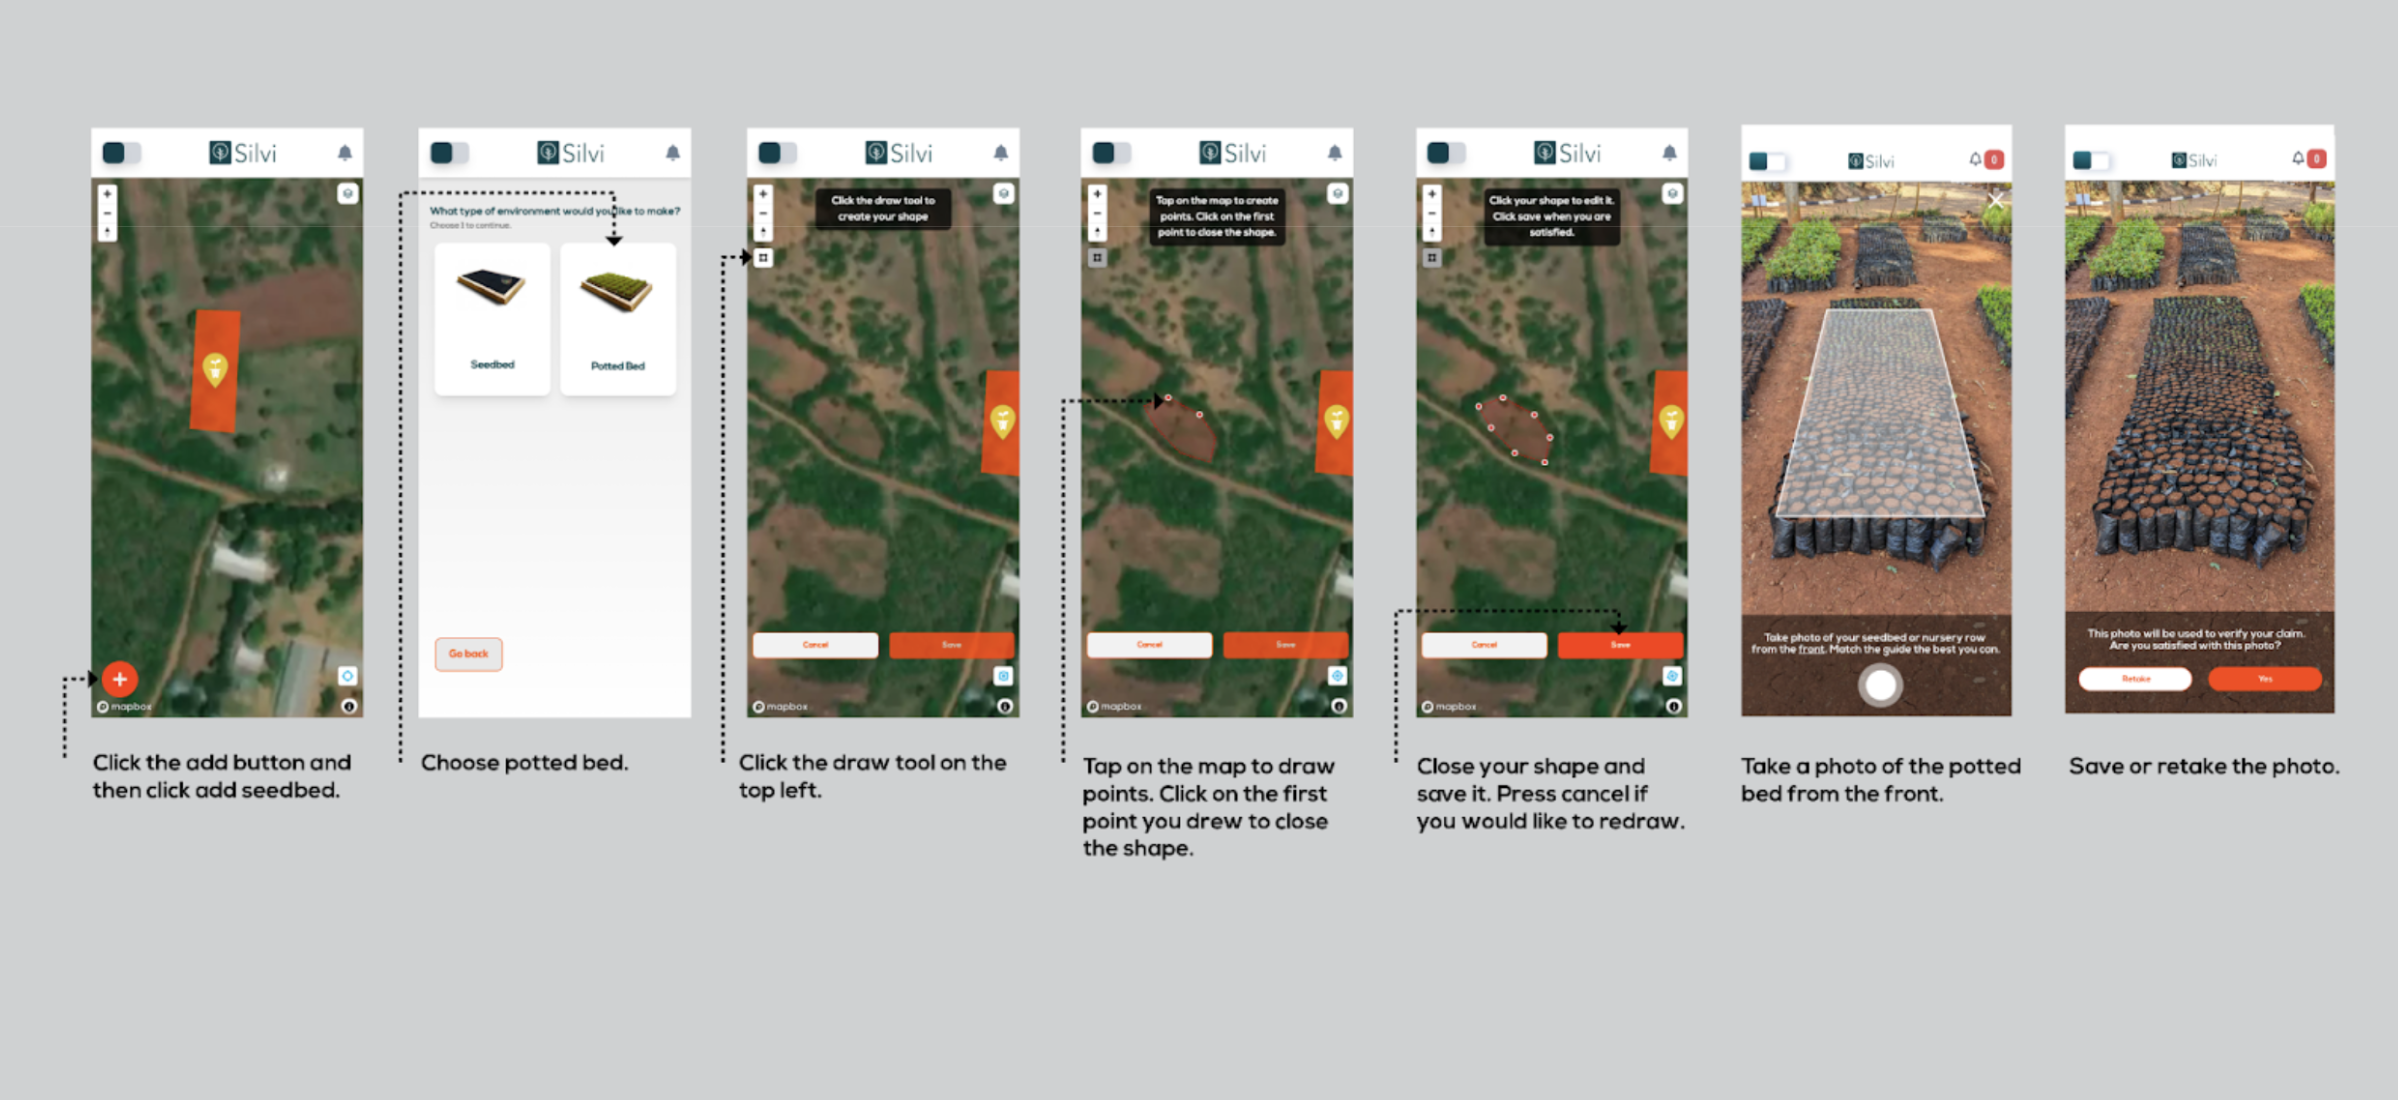 Silvi
mapbox
Click the add button and
then click add seedbed.
Silvi
What type of environment would you like to make?
Choose 1 to continue.
Seedbed
Potted Bed
Go back
Choose potted bed.
Silvi
Click the draw tool to
create your shape
Cancel
Save
mapbox
Click the draw tool on the
top left.
Silvi
Tap on the map to create
points. Click on the first
point to close the shape.
Cancel
Save
mapbox
Tap on the map to draw
points. Click on the first
point you drew to close
the shape.
Silvi
Click your shape to edit it.
Click save when you are
satisfied.
Cancel
Save
mapbox
Close your shape and
save it. Press cancel if
you would like to redraw.
Silvi
0
Take photo of your seedbed or nursery row
from the front. Match the guide the best you can.
Take a photo of the potted
bed from the front.
Silvi
0
This photo will be used to verify your claim.
Are you satisfied with this photo?
Retake
Yes
Save or retake the photo.